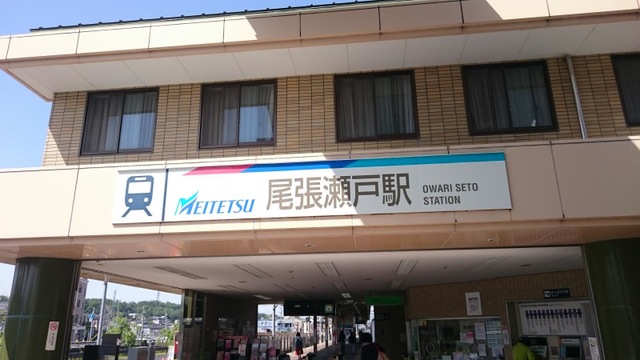 MEITETSU 尾張瀬戸駅 OWARI SETO
STATION